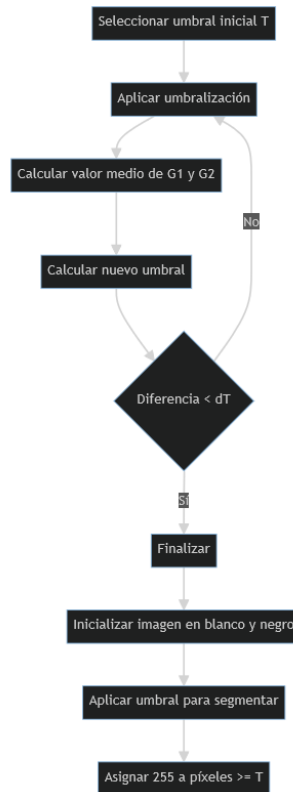 Seleccionar umbral inicial T
Aplicar umbralización
Calcular valor medio de G1 y G2
No
Calcular nuevo umbral
Diferencia < dT
Sí
Finalizar
Inicializar imagen en blanco y negro
Aplicar umbral para segmentar
Asignar 255 a píxeles >= T